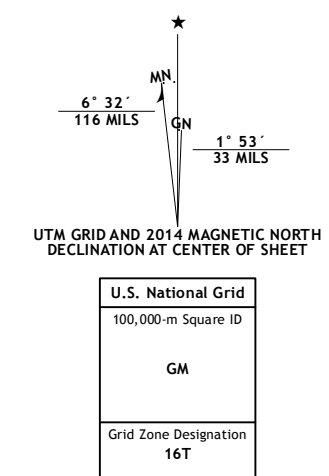 ★
MN
6° 32´
116 MILS
GN
1° 53´
33 MILS
UTM GRID AND 2014 MAGNETIC NORTH
DECLINATION AT CENTER OF SHEET
U.S. National Grid
100,000-m Square ID
GM
Grid Zone Designation
16T